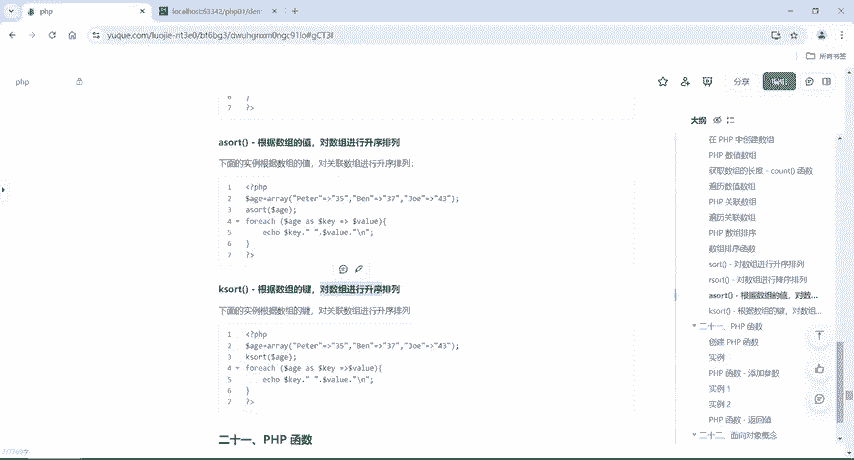 php
localhost:63342/php01/den
所有书签
php
分享
编辑
7 ?>
asort() - 根据数组的值，对数组进行升序排列
下面的实例根据数组的值，对关联数组进行升序排列：
1 <?php
2 $age=array("Peter"=>"35","Ben"=>"37","Joe"=>"43");
3 asort($age);
4 foreach ($age as $key => $value){
5 echo $key." ".$value."\n";
6 }
7 ?>
ksort() - 根据数组的键，对数组进行升序排列
下面的实例根据数组的键，对关联数组进行升序排列
1 <?php
2 $age=array("Peter"=>"35","Ben"=>"37","Joe"=>"43");
3 ksort($age);
4 foreach ($age as $key =>$value){
5 echo $key." ".$value."\n";
6 }
7 ?>
二十一、PHP 函数
大纲
在 PHP 中创建数组
PHP 数值数组
获取数组的长度 - count() 函数
遍历数值数组
PHP 关联数组
遍历关联数组
PHP 数组排序
数组排序函数
sort() - 对数组进行升序排列
rsort() - 对数组进行降序排列
asort() - 根据数组的值，对数...
ksort() - 根据数组的键，对数组...
二十一、PHP 函数
创建 PHP 函数
实例
PHP 函数 - 添加参数
实例 1
实例 2
PHP 函数 - 返回值
二十二、面向对象概念